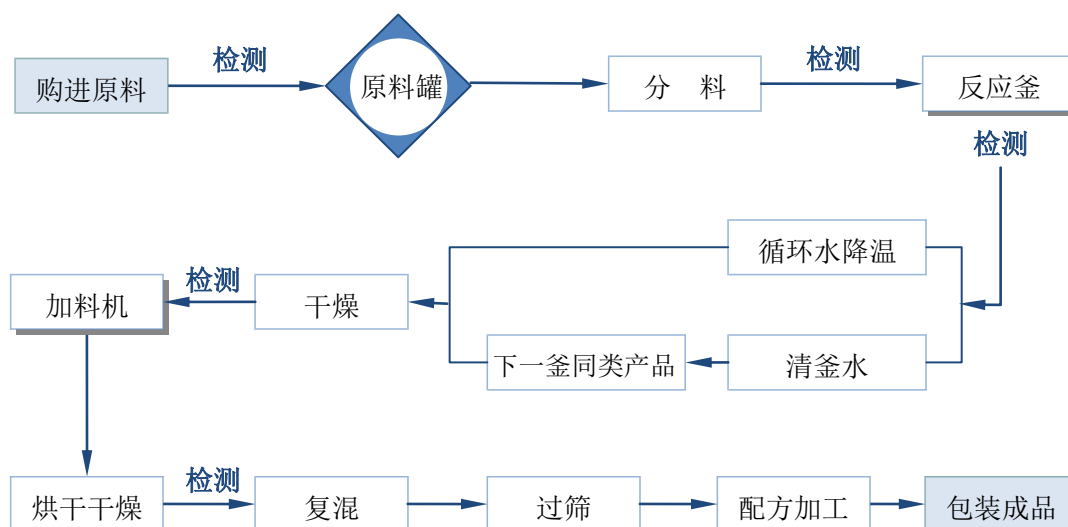 购进原料
检测
原料罐
分 料
检测
反应釜
检测
循环水降温
加料机
检测
干燥
下一釜同类产品
清釜水
烘干干燥
检测
复混
过筛
配方加工
包装成品